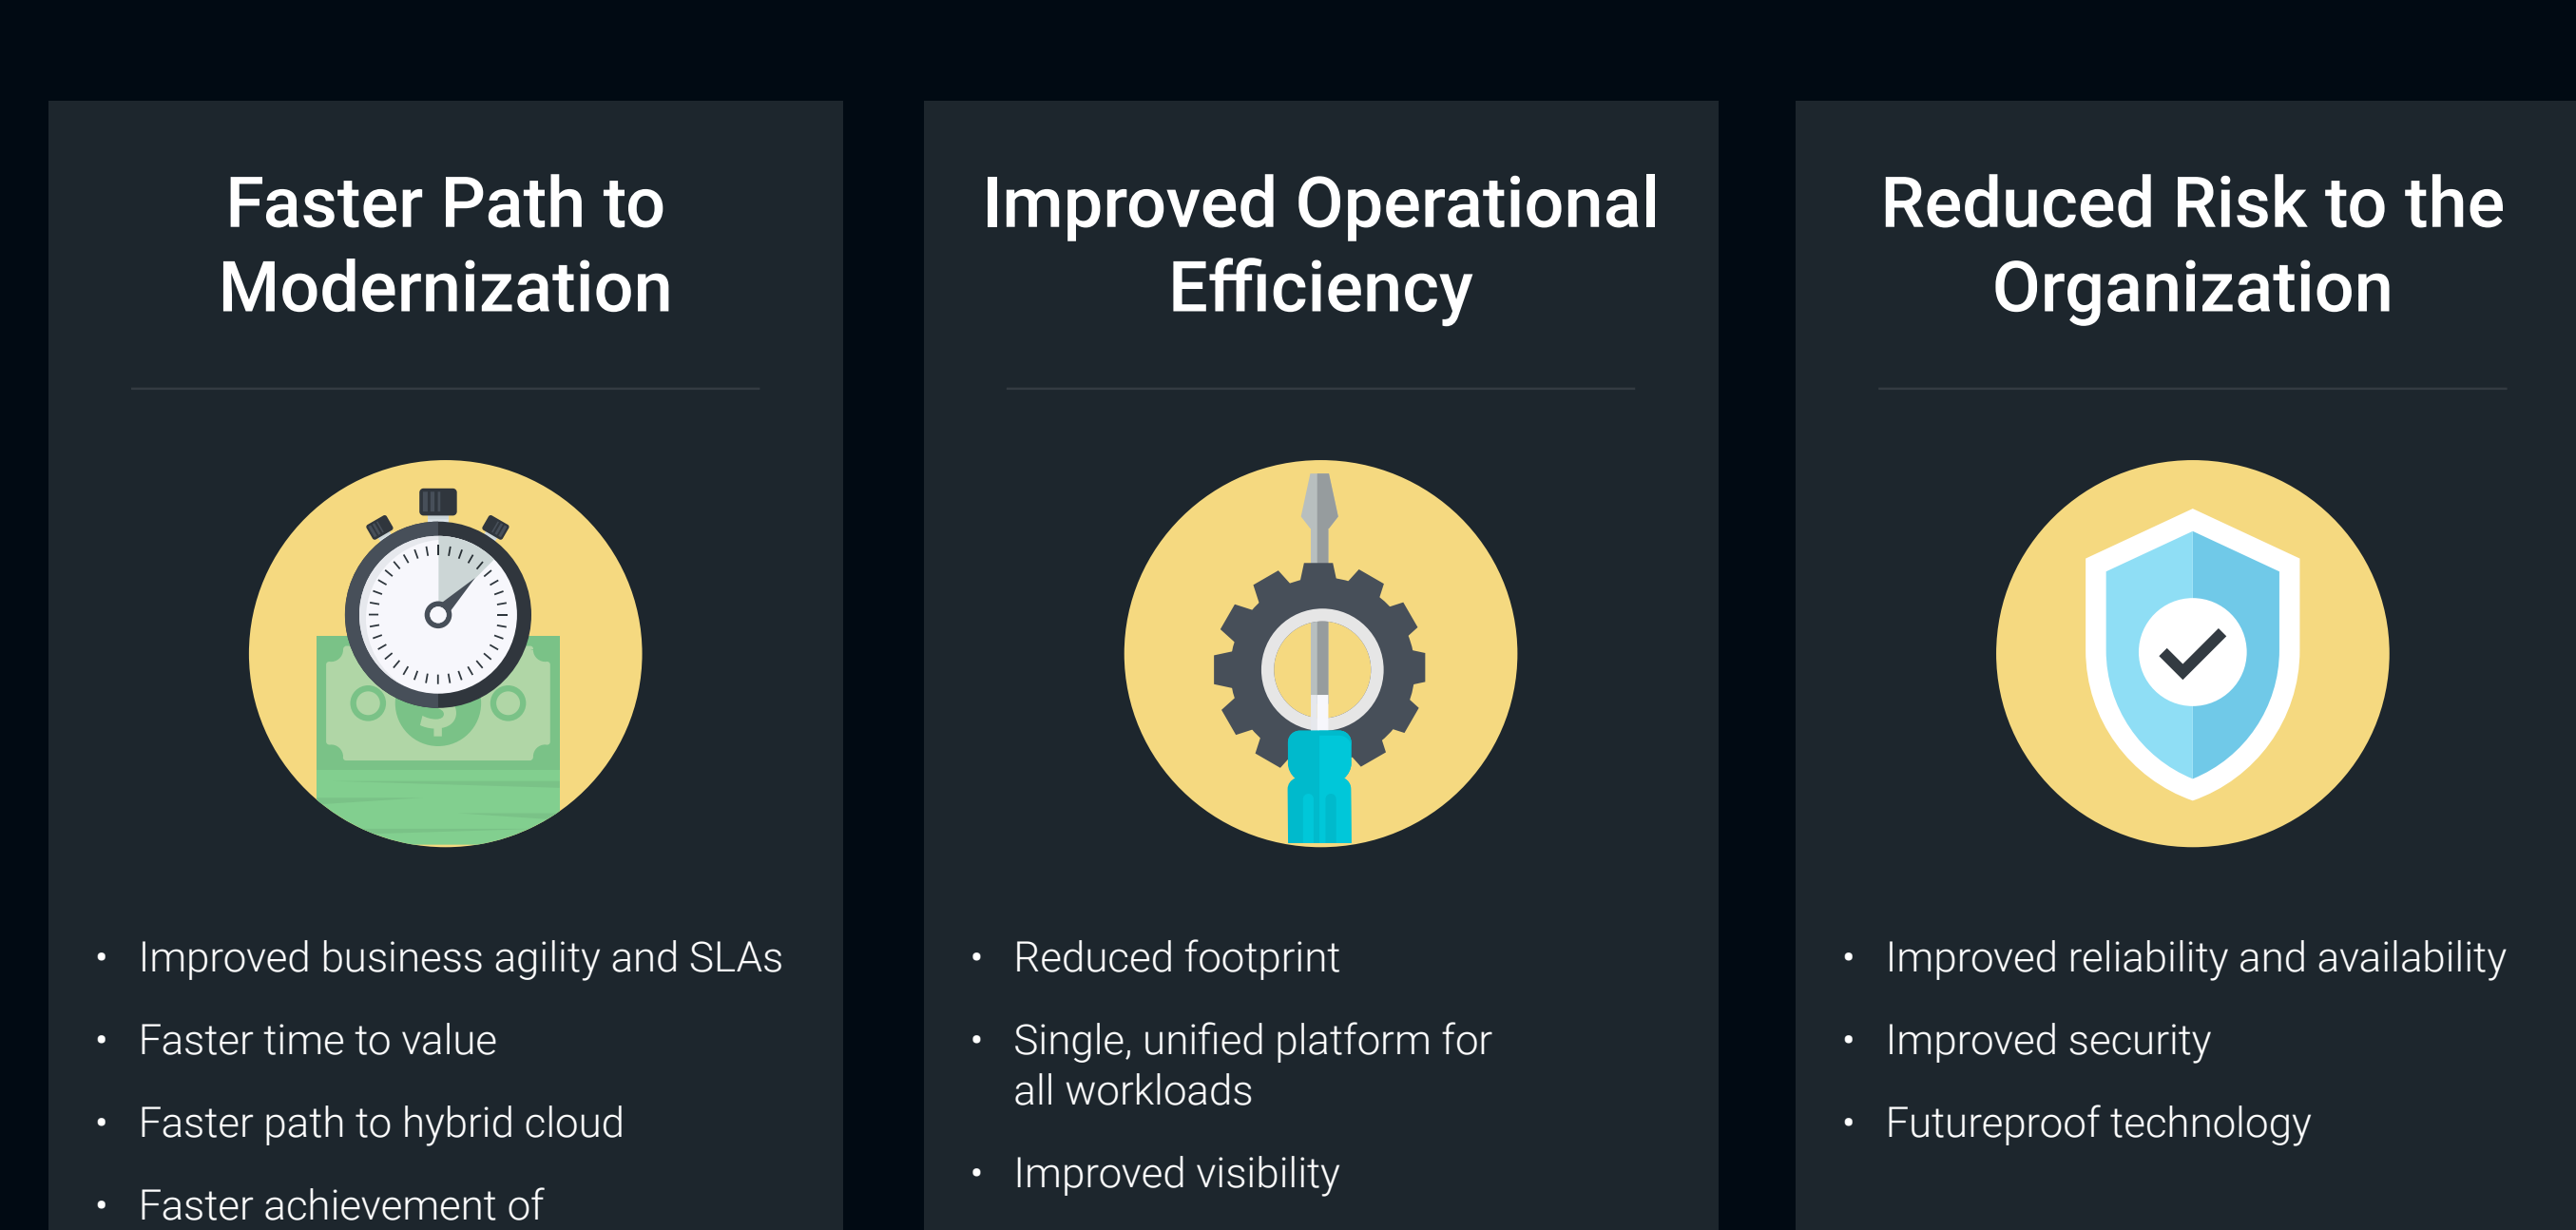 Faster Path to
Modernization
• Improved business agility and SLAs
• Faster time to value
• Faster path to hybrid cloud
• Faster achievement of
Improved Operational
Efficiency
$
• Reduced footprint
• Single, unified platform for
all workloads
• Improved visibility
Reduced Risk to the
Organization
• Improved reliability and availability
• Improved security
• Futureproof technology